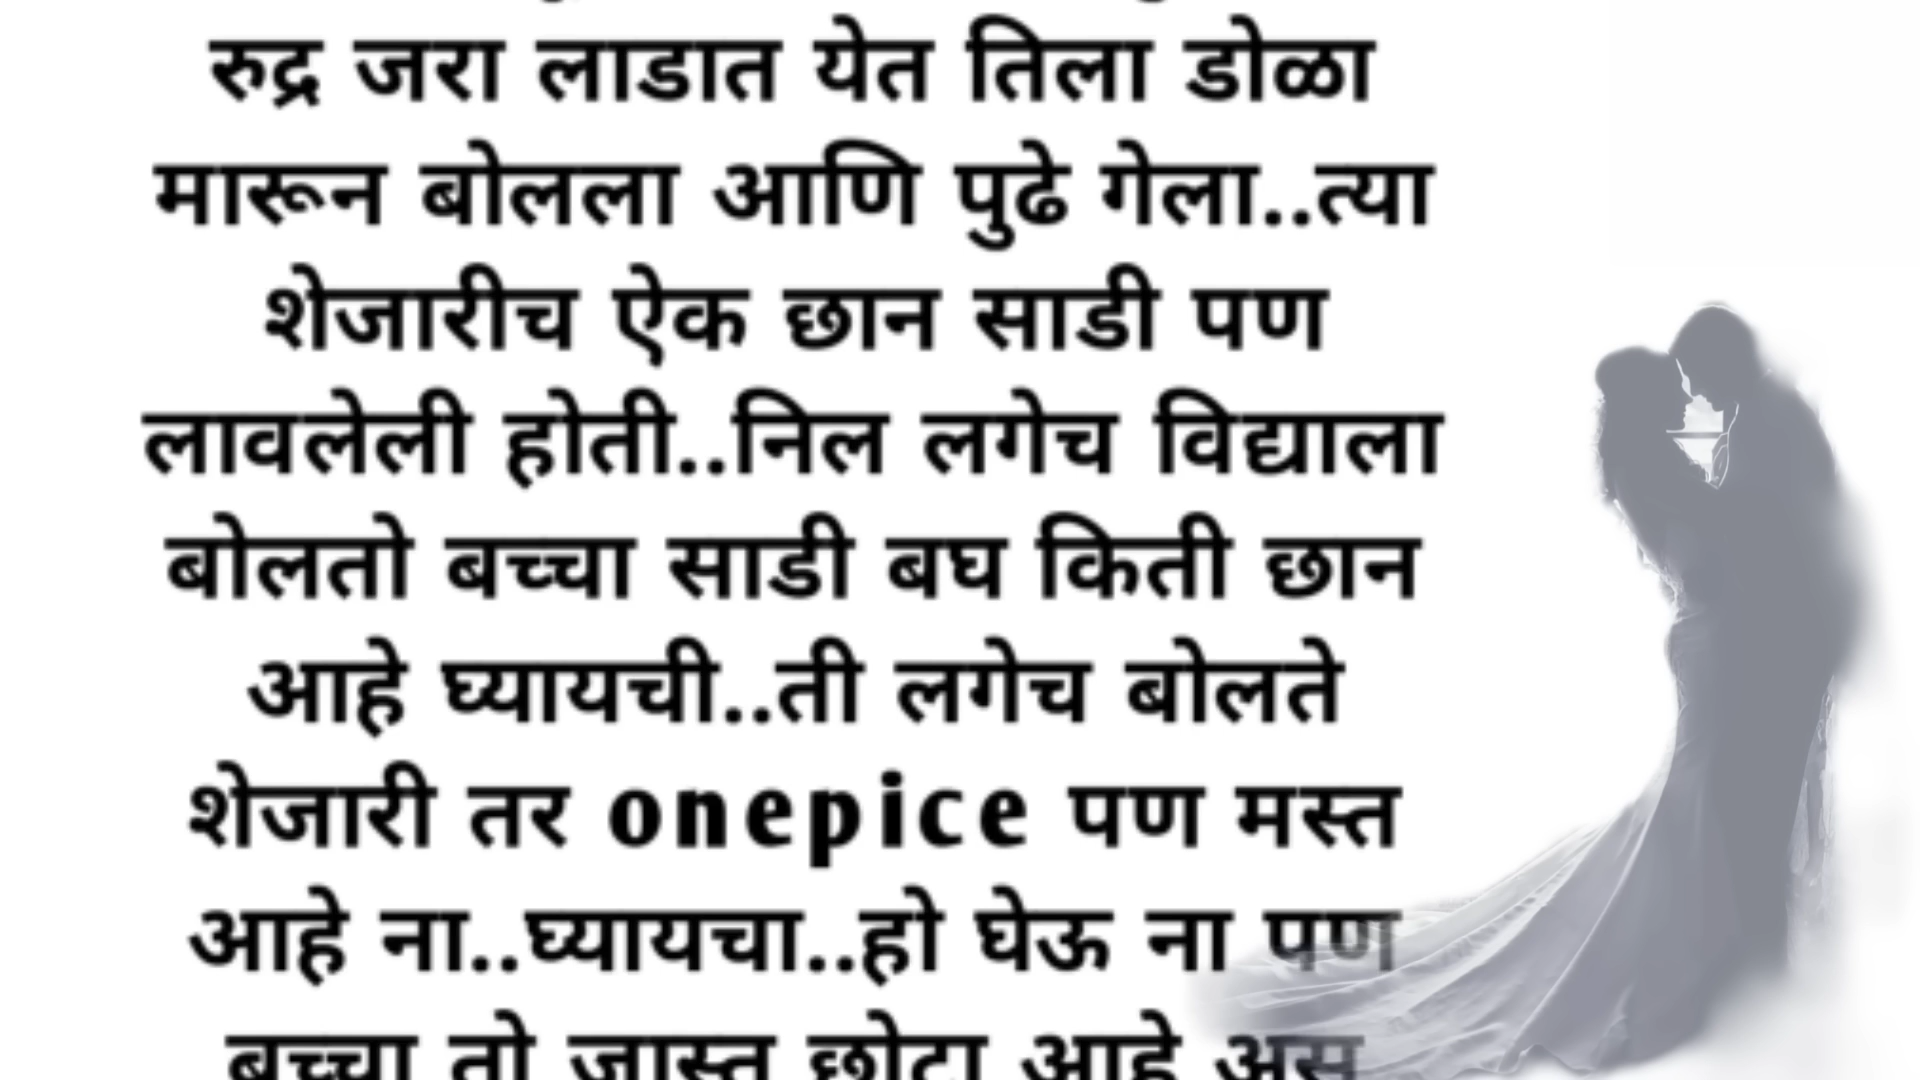 रुद्र जरा लाडात येत तिला डोळा
मारून बोलला आणि पुढे गेला..त्या
शेजारीच ऐक छान साडी पण
लावलेली होती..निल लगेच विद्याला
बोलतो बच्चा साडी बघ किती छान
आहे घ्यायची..ती लगेच बोलते
शेजारी तर onepice पण मस्त
आहे ना..घ्यायचा..हो घेऊ ना पण
बच्चा तो जास्त छोटा आहे अस